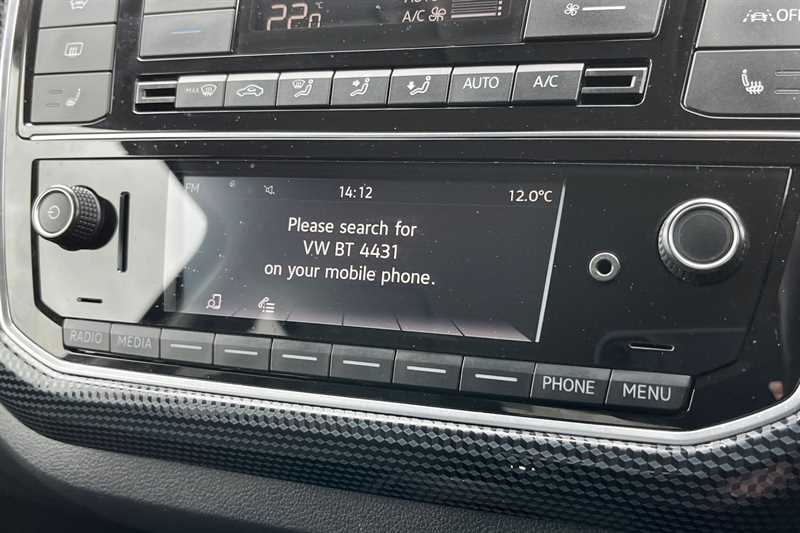 22.0°C
A/C
OFF
MAX
AUTO
A/C
FM
14:12
12.0°C
Please search for
VW BT 4431
on your mobile phone.
RADIO
MEDIA
PHONE
MENU